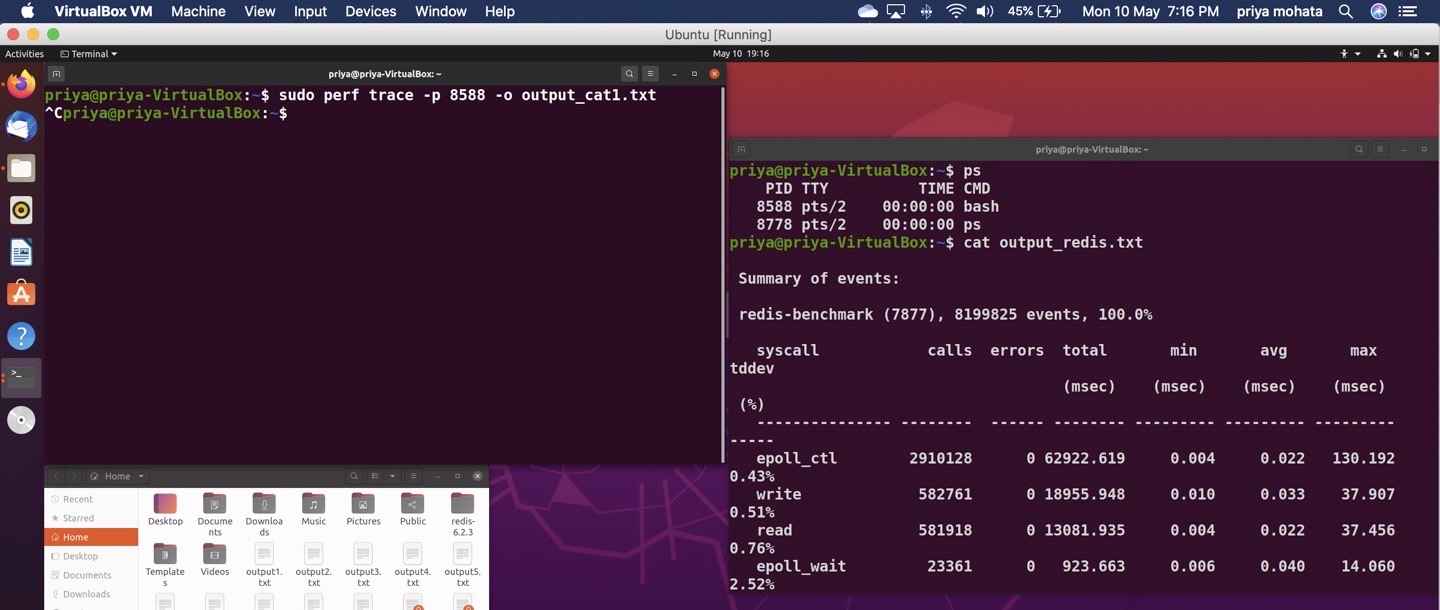 VirtualBox VM Machine View Input Devices Window Help 45% Mon 10 May 7:16 PM priya mohata
Ubuntu [Running]
Activities Terminal May 10 19:16
priya@priya-VirtualBox: ~
priya@priya-VirtualBox:~$ sudo perf trace -p 8588 -o output_cat1.txt
^Cpriya@priya-VirtualBox:~$
priya@priya-VirtualBox: ~
priya@priya-VirtualBox:~$ ps
PID TTY TIME CMD
8588 pts/2 00:00:00 bash
8778 pts/2 00:00:00 ps
priya@priya-VirtualBox:~$ cat output_redis.txt
Summary of events:
redis-benchmark (7877), 8199825 events, 100.0%
syscall calls errors total min avg max
tddev
(msec) (msec) (msec) (msec)
(%)
--------------- -------- ------ -------- --------- --------- ---------
-----
epoll_ctl 2910128 0 62922.619 0.004 0.022 130.192
0.43%
write 582761 0 18955.948 0.010 0.033 37.907
0.51%
read 581918 0 13081.935 0.004 0.022 37.456
0.76%
epoll_wait 23361 0 923.663 0.006 0.040 14.060
2.52%
Home
Recent
Starred
Home
Desktop
Documents
Downloads
Desktop Docume Downloa Music Pictures Public redis-
nts ds 6.2.3
Template Videos output1. output2. output3. output4. output5.
s txt txt txt txt txt